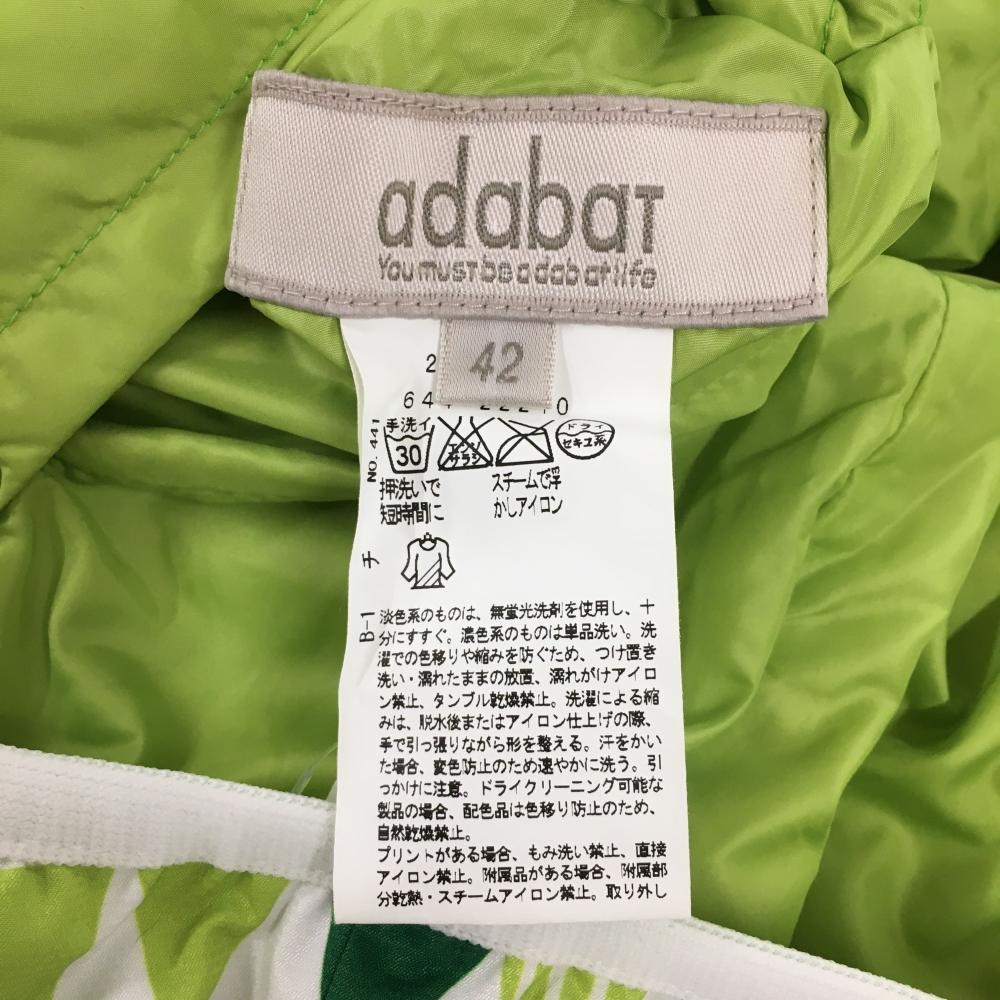 adabat
You must be adabat life
42
2
64
0
No. 441
手洗イ
30
エンソ
サラシ
ドライ
セキユ系
押洗いで
短時間に
スチームで浮
かしアイロン
チ
B-1
淡色系のものは、無蛍光洗剤を使用し、十
分にすすぐ。濃色系のものは単品洗い。洗
濯での色移りや縮みを防ぐため、つけ置き
洗い・濡れたままの放置、濡れがけアイロ
ン禁止、タンブル乾燥禁止。洗濯による縮
みは、脱水後またはアイロン仕上げの際、
手で引っ張りながら形を整える。汗をかい
た場合、変色防止のため速やかに洗う。引
っかけに注意。ドライクリーニング可能な
製品の場合、配色品は色移り防止のため、
自然乾燥禁止。
プリントがある場合、もみ洗い禁止、直接
アイロン禁止。附属品がある場合、附属部
分乾熱・スチームアイロン禁止。取り外し